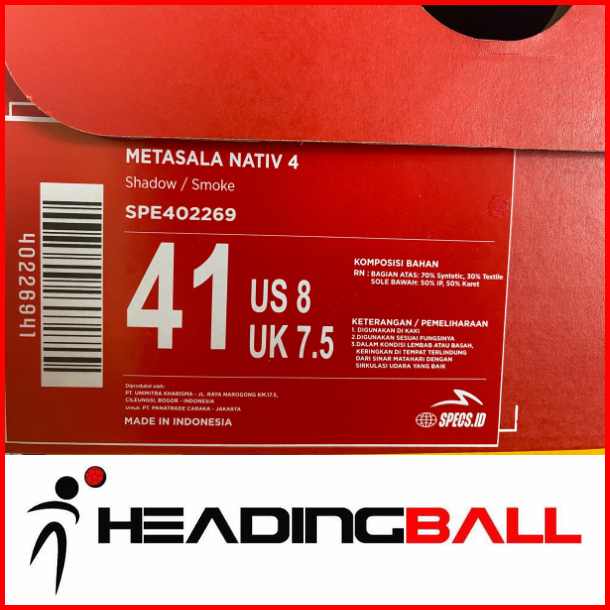 METASALA NATIV 4
Shadow / Smoke
SPE402269
40226941
41
US 8
UK 7.5
KOMPOSISI BAHAN
RN : BAGIAN ATAS: 70% Syntetic, 30% Textile
SOLE BAWAH: 50% IP, 50% Karet
KETERANGAN / PEMELIHARAAN
1. DIGUNAKAN DI KAKI
2.DIGUNAKAN SESUAI FUNGSINYA
3.DALAM KONDISI LEMBAB ATAU BASAH,
KERINGKAN DI TEMPAT TERLINDUNG
DARI SINAR MATAHARI DENGAN
SIRKULASI UDARA YANG BAIK
Diproduksi oleh:
PT. UNIMITRA KHARISMA - JL. RAYA NAROGONG KM.17.5,
CILEUNGSI, BOGOR - INDONESIA
Untuk: PT. PANATRADE CARAKA - JAKARTA
MADE IN INDONESIA
SPECS.ID
HEADINGBALL